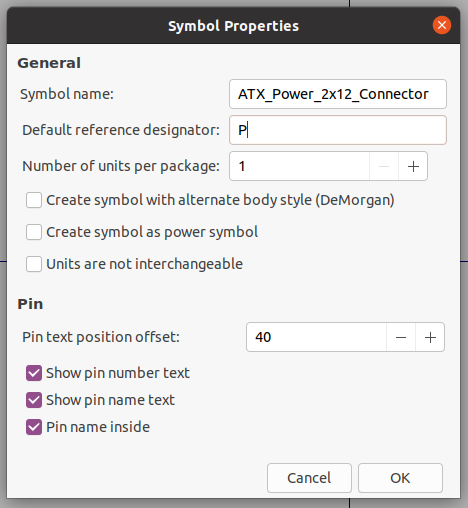 Symbol Properties
General
Symbol name: ATX_Power_2x12_Connector
Default reference designator: P
Number of units per package: 1
Create symbol with alternate body style (DeMorgan)
Create symbol as power symbol
Units are not interchangeable
Pin
Pin text position offset: 40
Show pin number text
Show pin name text
Pin name inside
Cancel OK